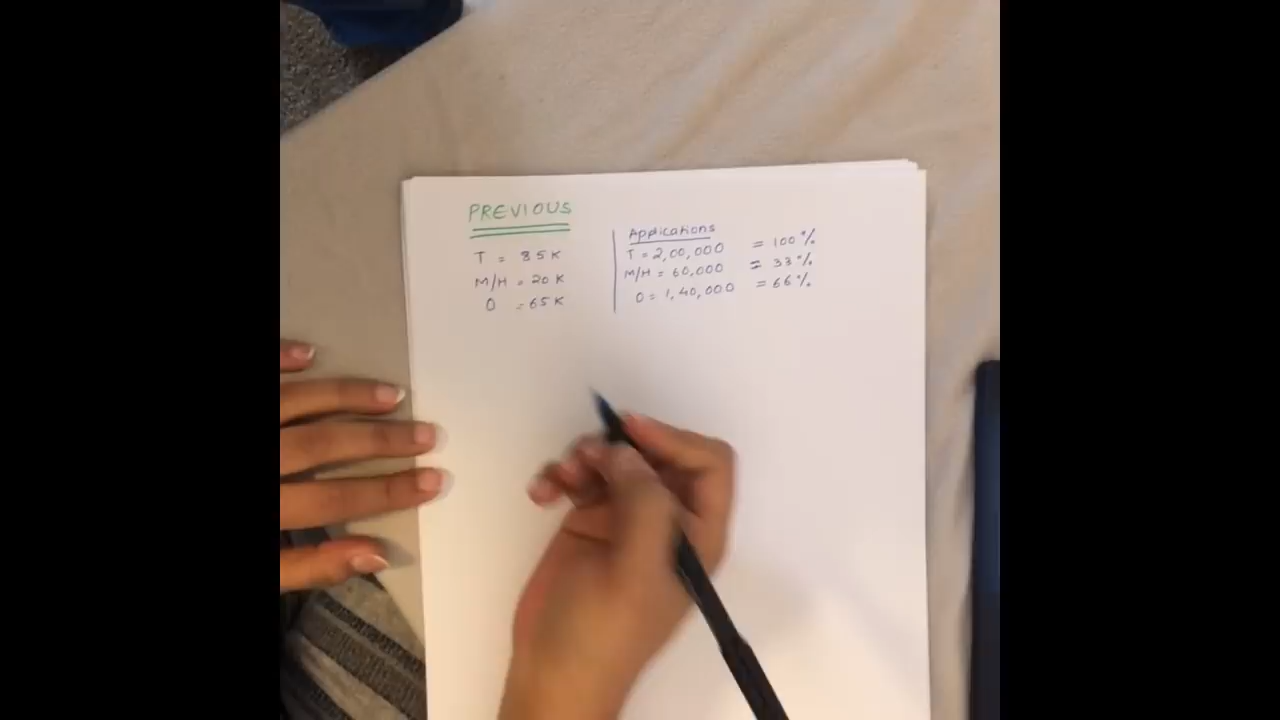 PREVIOUS
T = 85K
M/H = 20K
O = 65K
Applications
T = 2,00,000 = 100%
M/H = 60,000 = 33%
O = 1,40,000 = 66%